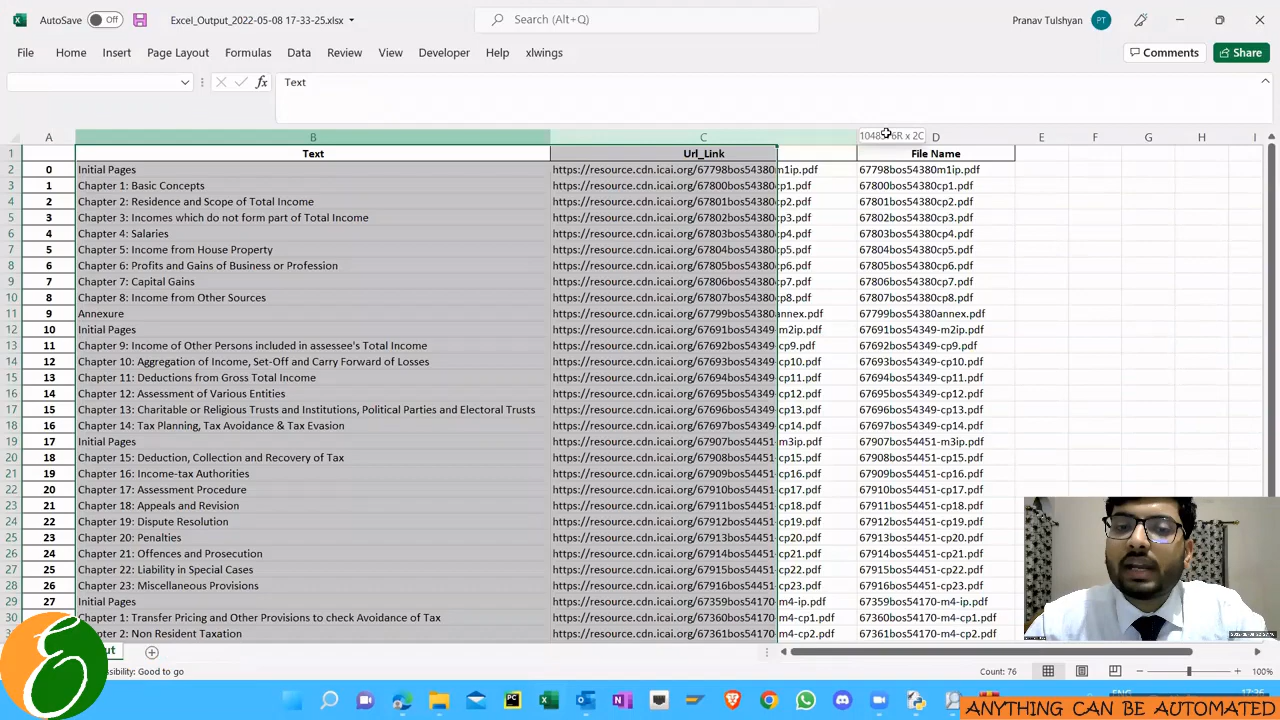 AutoSave Off Excel_Output_2022-05-08 17-33-25.xlsx Search (Alt+Q) Pranav Tulshyan PT
File Home Insert Page Layout Formulas Data Review View Developer Help xlwings Comments Share
fx Text
A B C D E F G H I
1 Text Url_Link File Name
2 0 Initial Pages https://resource.cdn.icai.org/67798bos54380m1ip.pdf 67798bos54380m1ip.pdf
3 1 Chapter 1: Basic Concepts https://resource.cdn.icai.org/67800bos54380cp1.pdf 67800bos54380cp1.pdf
4 2 Chapter 2: Residence and Scope of Total Income https://resource.cdn.icai.org/67801bos54380cp2.pdf 67801bos54380cp2.pdf
5 3 Chapter 3: Incomes which do not form part of Total Income https://resource.cdn.icai.org/67802bos54380cp3.pdf 67802bos54380cp3.pdf
6 4 Chapter 4: Salaries https://resource.cdn.icai.org/67803bos54380cp4.pdf 67803bos54380cp4.pdf
7 5 Chapter 5: Income from House Property https://resource.cdn.icai.org/67804bos54380cp5.pdf 67804bos54380cp5.pdf
8 6 Chapter 6: Profits and Gains of Business or Profession https://resource.cdn.icai.org/67805bos54380cp6.pdf 67805bos54380cp6.pdf
9 7 Chapter 7: Capital Gains https://resource.cdn.icai.org/67806bos54380cp7.pdf 67806bos54380cp7.pdf
10 8 Chapter 8: Income from Other Sources https://resource.cdn.icai.org/67807bos54380cp8.pdf 67807bos54380cp8.pdf
11 9 Annexure https://resource.cdn.icai.org/67799bos54380annex.pdf 67799bos54380annex.pdf
12 10 Initial Pages https://resource.cdn.icai.org/67691bos54349-m2ip.pdf 67691bos54349-m2ip.pdf
13 11 Chapter 9: Income of Other Persons included in assessee's Total Income https://resource.cdn.icai.org/67692bos54349-cp9.pdf 67692bos54349-cp9.pdf
14 12 Chapter 10: Aggregation of Income, Set-Off and Carry Forward of Losses https://resource.cdn.icai.org/67693bos54349-cp10.pdf 67693bos54349-cp10.pdf
15 13 Chapter 11: Deductions from Gross Total Income https://resource.cdn.icai.org/67694bos54349-cp11.pdf 67694bos54349-cp11.pdf
16 14 Chapter 12: Assessment of Various Entities https://resource.cdn.icai.org/67695bos54349-cp12.pdf 67695bos54349-cp12.pdf
17 15 Chapter 13: Charitable or Religious Trusts and Institutions, Political Parties and Electoral Trusts https://resource.cdn.icai.org/67696bos54349-cp13.pdf 67696bos54349-cp13.pdf
18 16 Chapter 14: Tax Planning, Tax Avoidance & Tax Evasion https://resource.cdn.icai.org/67697bos54349-cp14.pdf 67697bos54349-cp14.pdf
19 17 Initial Pages https://resource.cdn.icai.org/67907bos54451-m3ip.pdf 67907bos54451-m3ip.pdf
20 18 Chapter 15: Deduction, Collection and Recovery of Tax https://resource.cdn.icai.org/67908bos54451-cp15.pdf 67908bos54451-cp15.pdf
21 19 Chapter 16: Income-tax Authorities https://resource.cdn.icai.org/67909bos54451-cp16.pdf 67909bos54451-cp16.pdf
22 20 Chapter 17: Assessment Procedure https://resource.cdn.icai.org/67910bos54451-cp17.pdf 67910bos54451-cp17.pdf
23 21 Chapter 18: Appeals and Revision https://resource.cdn.icai.org/67911bos54451-cp18.pdf 67911bos54451-cp18.pdf
24 22 Chapter 19: Dispute Resolution https://resource.cdn.icai.org/67912bos54451-cp19.pdf 67912bos54451-cp19.pdf
25 23 Chapter 20: Penalties https://resource.cdn.icai.org/67913bos54451-cp20.pdf 67913bos54451-cp20.pdf
26 24 Chapter 21: Offences and Prosecution https://resource.cdn.icai.org/67914bos54451-cp21.pdf 67914bos54451-cp21.pdf
27 25 Chapter 22: Liability in Special Cases https://resource.cdn.icai.org/67915bos54451-cp22.pdf 67915bos54451-cp22.pdf
28 26 Chapter 23: Miscellaneous Provisions https://resource.cdn.icai.org/67916bos54451-cp23.pdf 67916bos54451-cp23.pdf
29 27 Initial Pages https://resource.cdn.icai.org/67359bos54170-m4-ip.pdf 67359bos54170-m4-ip.pdf
30 Chapter 1: Transfer Pricing and Other Provisions to check Avoidance of Tax https://resource.cdn.icai.org/67360bos54170-m4-cp1.pdf 67360bos54170-m4-cp1.pdf
Chapter 2: Non Resident Taxation https://resource.cdn.icai.org/67361bos54170-m4-cp2.pdf 67361bos54170-m4-cp2.pdf
Good to go Count: 76 100%
ANYTHING CAN BE AUTOMATED